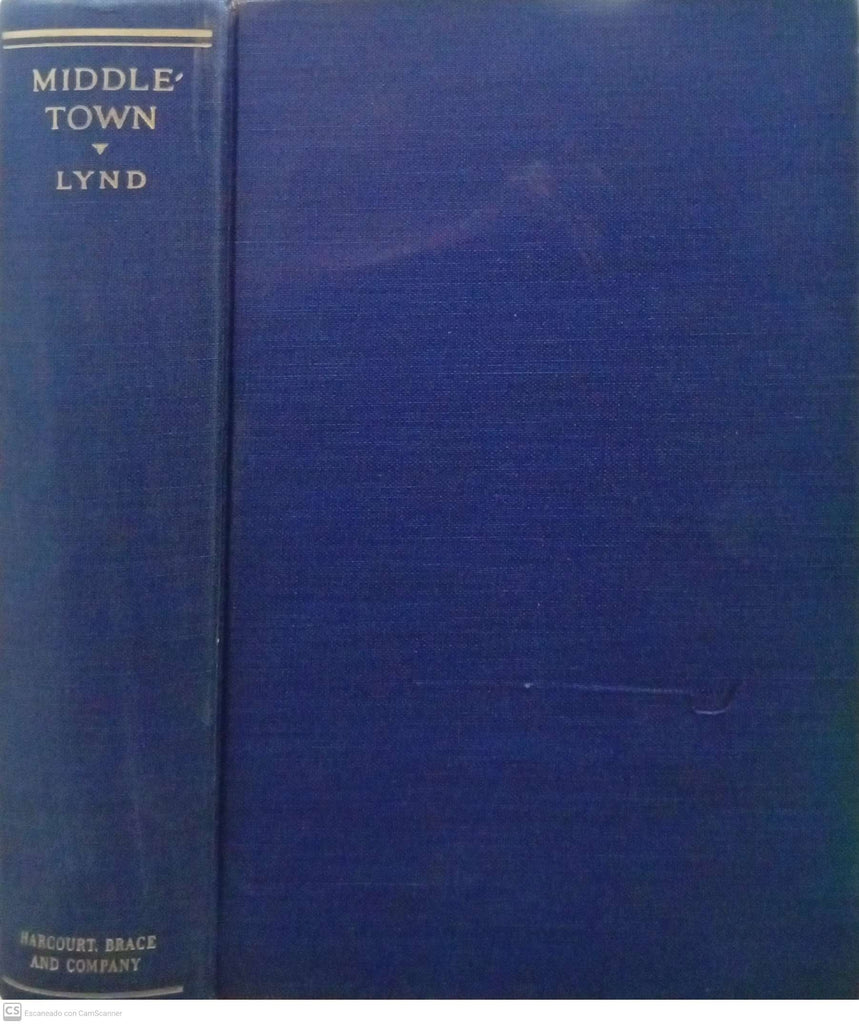 MIDDLE-
TOWN
LYND
HARCOURT, BRACE
AND COMPANY
CS Escaneado con CamScanner